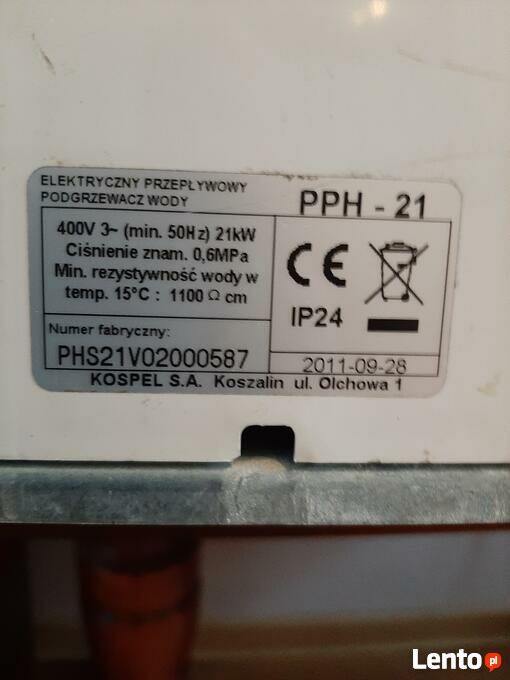 ELEKTRYCZNY PRZEPŁYWOWY
PODGRZEWACZ WODY
PPH - 21
400V 3~ (min. 50Hz) 21kW
Ciśnienie znam. 0,6MPa
Min. rezystywność wody w
temp. 15°C : 1100 Ω cm
CE
IP24
Numer fabryczny:
PHS21V02000587
2011-09-28
KOSPEL S.A. Koszalin ul. Olchowa 1
Lento.pl